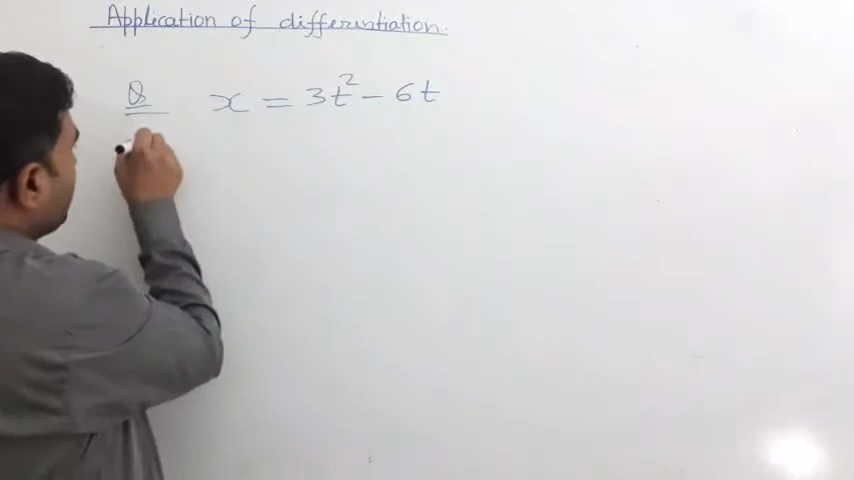 Application of differentiation.
Q x = 3t² - 6t